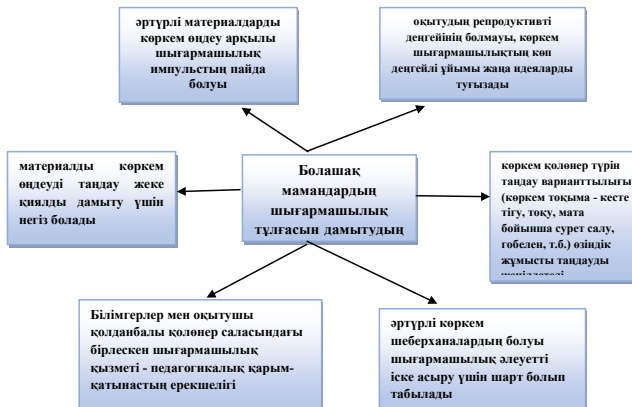 әртүрлі материалдарды
көркем өңдеу арқылы
шығармашылық
импульстың пайда
болуы
оқытудың репродуктивті
деңгейінің болмауы, көркем
шығармашылықтың көп
деңгейлі ұйымы жаңа идеяларды
туғызады
материалды көркем
өңдеуді таңдау жеке
қиялды дамыту үшін
негіз болады
Болашақ
мамандардың
шығармашылық
тұлғасын дамытудың
көркем қолөнер түрін
таңдау варианттылығы
(көркем тоқыма - кесте
тігу, тоқу, мата
бойынша сурет салу,
гобелен, т.б.) өзіндік
жұмысты таңдауды
Білімгерлер мен оқытушы
қолданбалы қолөнер саласындағы
бірлескен шығармашылық
қызметі - педагогикалық қарым-
қатынастың ерекшелігі
әртүрлі көркем
шеберханалардың болуы
шығармашылық әлеуетті
іске асыру үшін шарт болып
табылады